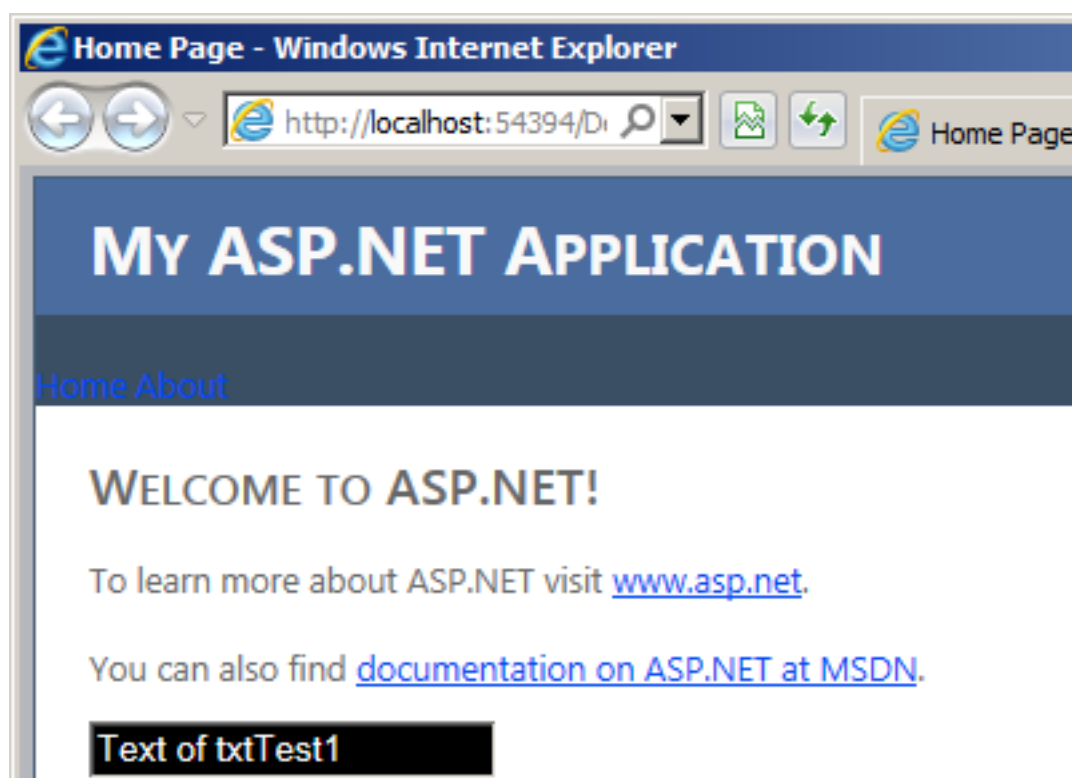 Home Page - Windows Internet Explorer
http://localhost:54394/D Home Page
MY ASP.NET APPLICATION
Home About
WELCOME TO ASP.NET!
To learn more about ASP.NET visit www.asp.net.
You can also find documentation on ASP.NET at MSDN.
Text of txtTest1